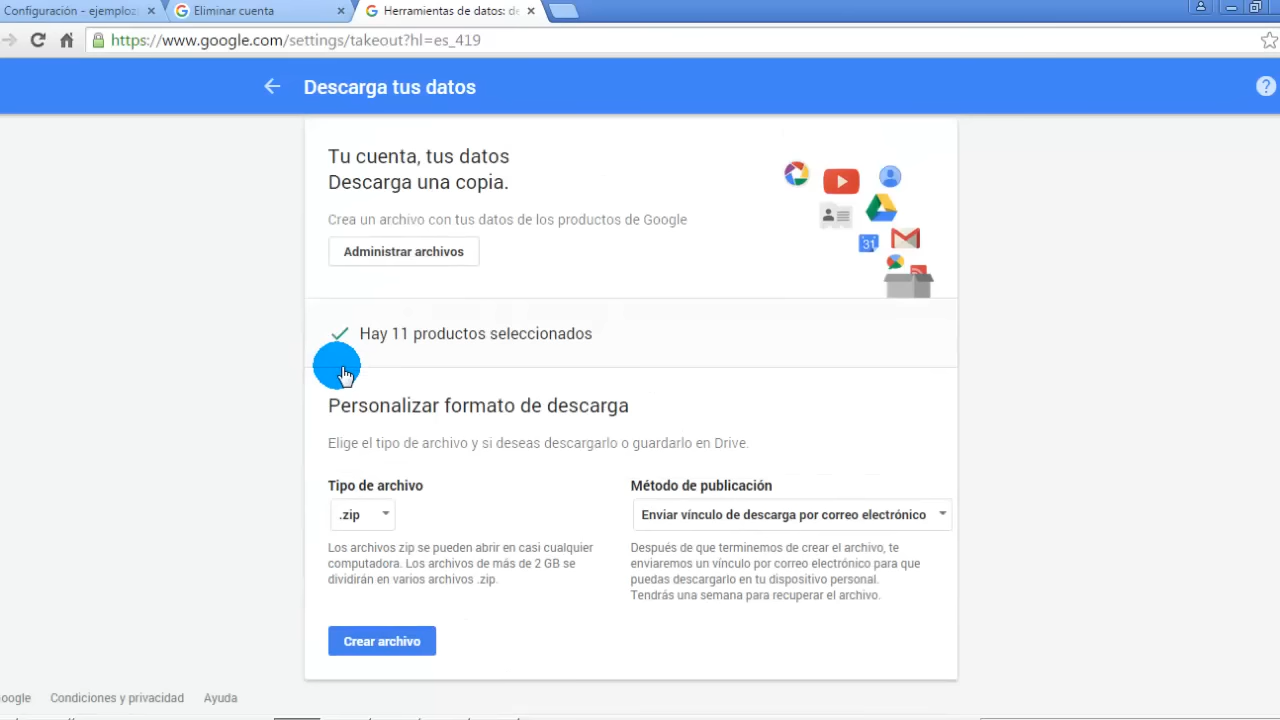 Configuración - ejemploz
Eliminar cuenta
Herramientas de datos: d
https://www.google.com/settings/takeout?hl=es_419
Descarga tus datos
Tu cuenta, tus datos
Descarga una copia.
Crea un archivo con tus datos de los productos de Google
Administrar archivos
31
Hay 11 productos seleccionados
Personalizar formato de descarga
Elige el tipo de archivo y si deseas descargarlo o guardarlo en Drive.
Tipo de archivo
.zip
Los archivos zip se pueden abrir en casi cualquier
computadora. Los archivos de más de 2 GB se
dividirán en varios archivos .zip.
Método de publicación
Enviar vínculo de descarga por correo electrónico
Después de que terminemos de crear el archivo, te
enviaremos un vínculo por correo electrónico para que
puedas descargarlo en tu dispositivo personal.
Tendrás una semana para recuperar el archivo.
Crear archivo
oogle Condiciones y privacidad Ayuda